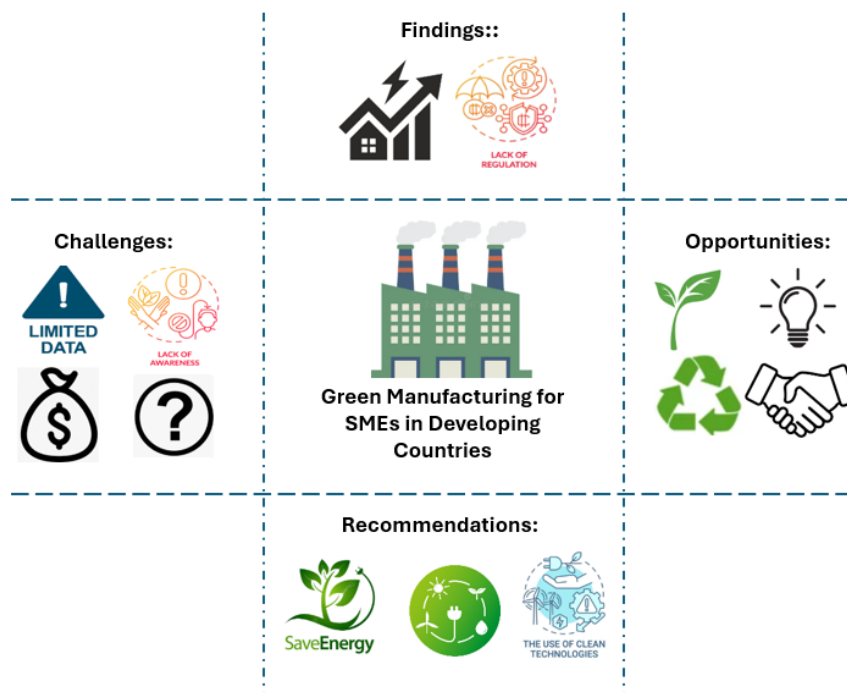 Findings::
LACK OF
REGULATION
Challenges:
LIMITED
DATA
LACK OF
AWARENESS
$
?
Green Manufacturing for
SMEs in Developing
Countries
Opportunities:
Recommendations:
SaveEnergy
THE USE OF CLEAN
TECHNOLOGIES